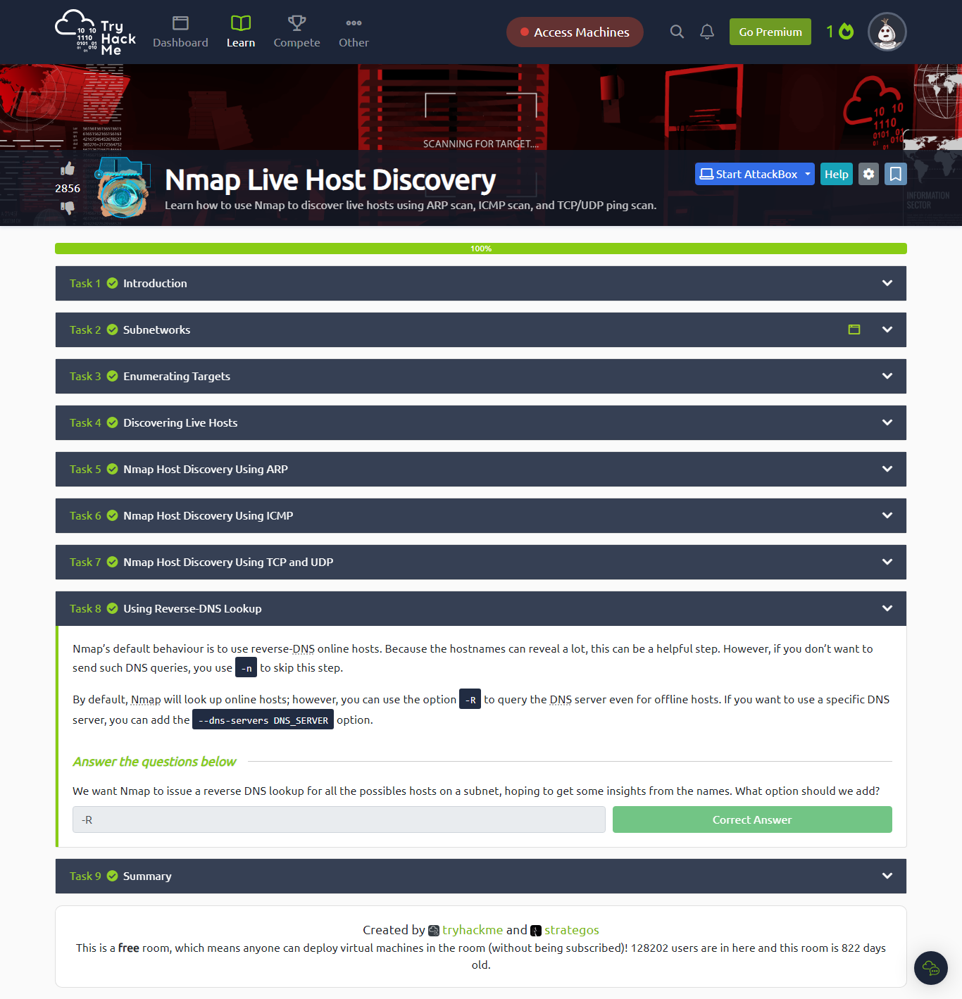 Try
Hack
Me
Dashboard
Learn
Compete
Other
Access Machines
Go Premium
1
SCANNING FOR TARGET....
2856
Nmap Live Host Discovery
Learn how to use Nmap to discover live hosts using ARP scan, ICMP scan, and TCP/UDP ping scan.
Start AttackBox
Help
INFORMATION
SECTOR
100%
Task 1 Introduction
Task 2 Subnetworks
Task 3 Enumerating Targets
Task 4 Discovering Live Hosts
Task 5 Nmap Host Discovery Using ARP
Task 6 Nmap Host Discovery Using ICMP
Task 7 Nmap Host Discovery Using TCP and UDP
Task 8 Using Reverse-DNS Lookup
Nmap’s default behaviour is to use reverse-DNS online hosts. Because the hostnames can reveal a lot, this can be a helpful step. However, if you don’t want to
send such DNS queries, you use -n to skip this step.
By default, Nmap will look up online hosts; however, you can use the option -R to query the DNS server even for offline hosts. If you want to use a specific DNS
server, you can add the --dns-servers DNS_SERVER option.
Answer the questions below
We want Nmap to issue a reverse DNS lookup for all the possibles hosts on a subnet, hoping to get some insights from the names. What option should we add?
-R
Correct Answer
Task 9 Summary
Created by tryhackme and strategos
This is a free room, which means anyone can deploy virtual machines in the room (without being subscribed)! 128202 users are in here and this room is 822 days
old.